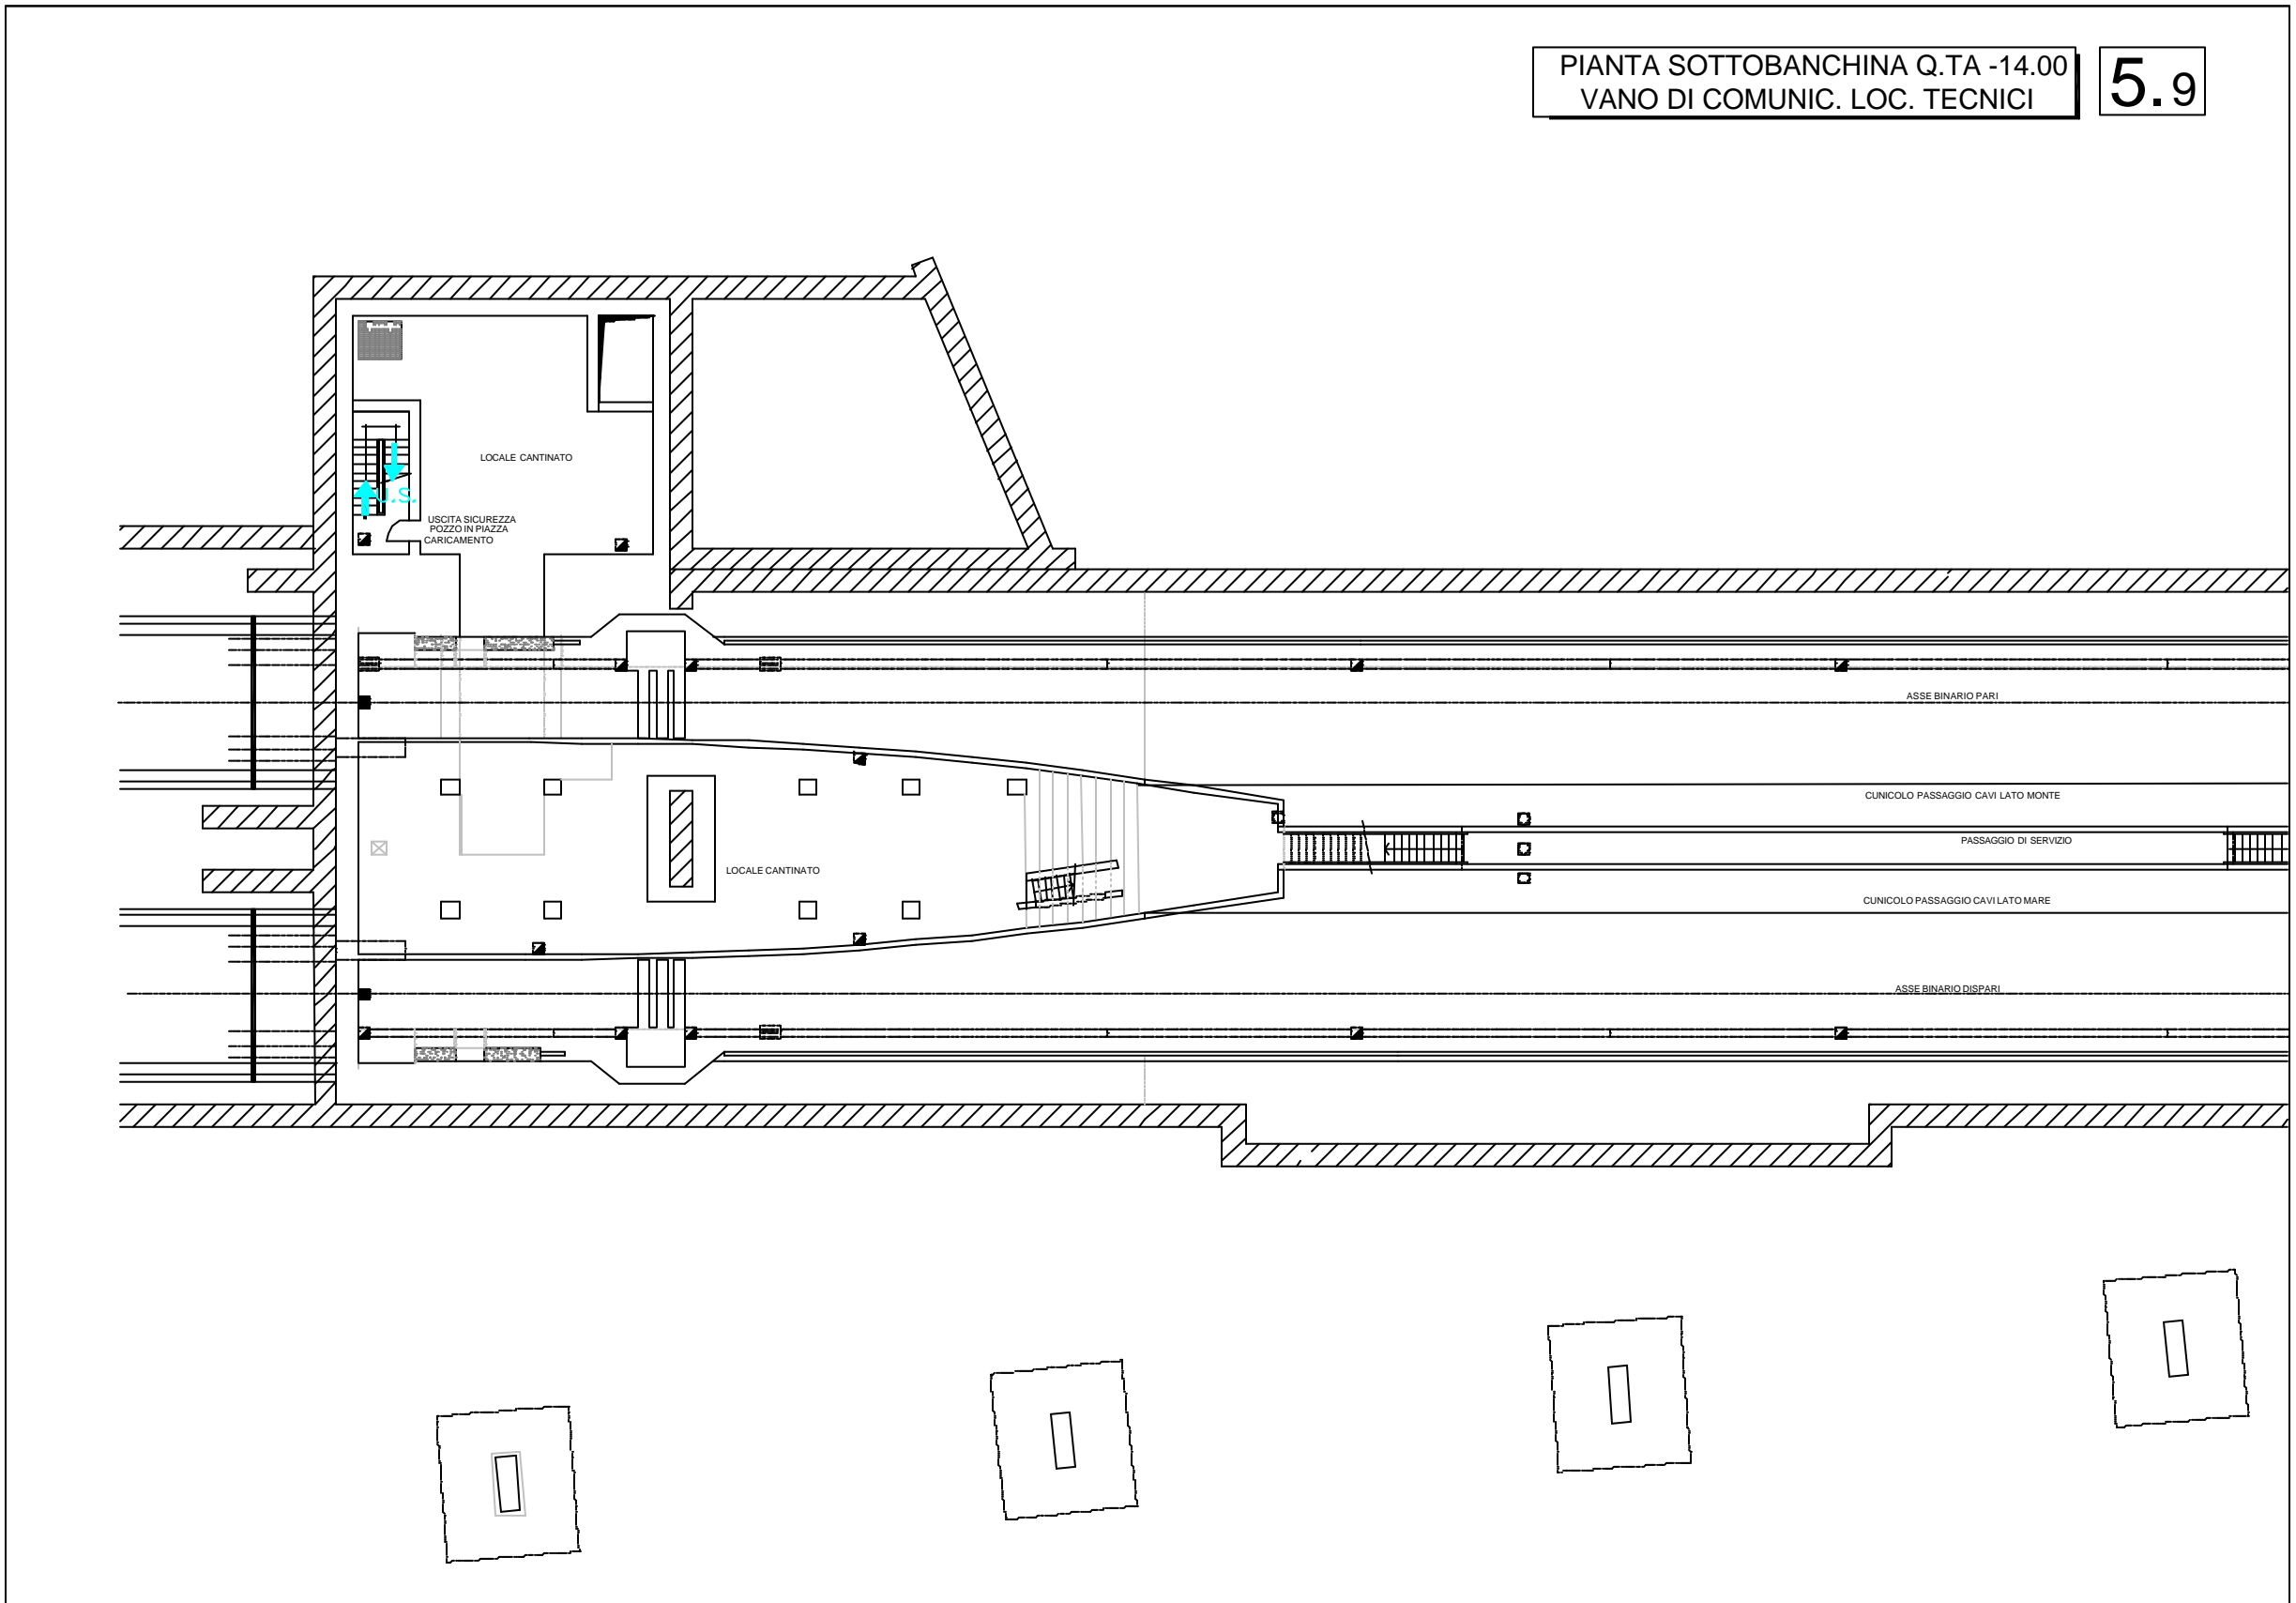 PIANTA SOTTOBANCHINA Q.TA -14.00
VANO DI COMUNIC. LOC. TECNICI
5.9
LOCALE CANTINATO
U.S.
USCITA SICUREZZA
POZZO IN PIAZZA
CARICAMENTO
ASSE BINARIO PARI
CUNICOLO PASSAGGIO CAVI LATO MONTE
PASSAGGIO DI SERVIZIO
LOCALE CANTINATO
CUNICOLO PASSAGGIO CAVI LATO MARE
ASSE BINARIO DISPARI